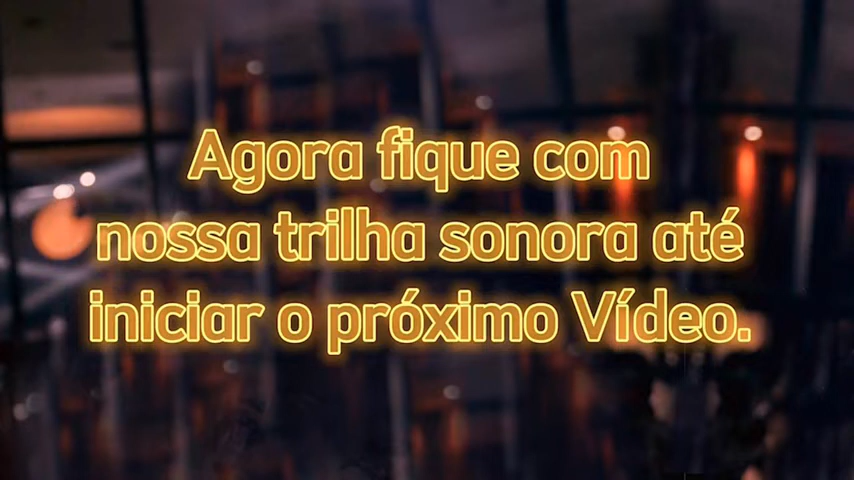 Agora fique com
nossa trilha sonora até
iniciar o próximo Vídeo.